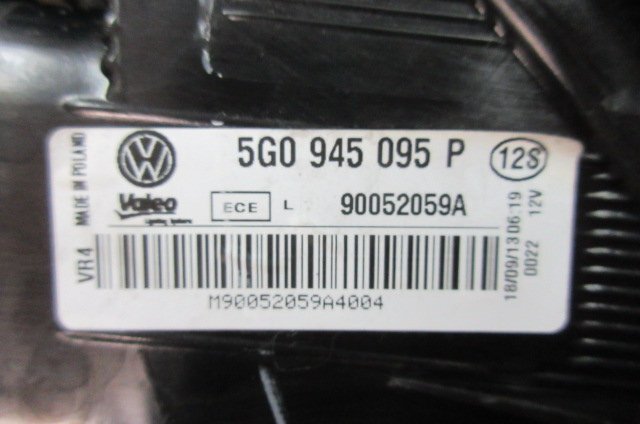 MADE IN POLAND
VR4
5G0 945 095 P
12S
Valeo
ECE
L
90052059A
M90052059A4004
18/09/13 06:19
0022 12V